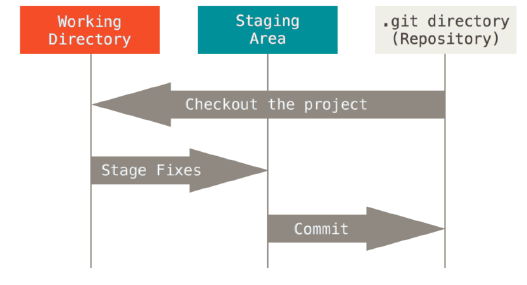 Working
Directory
Staging
Area
.git directory
(Repository)
Checkout the project
Stage Fixes
Commit